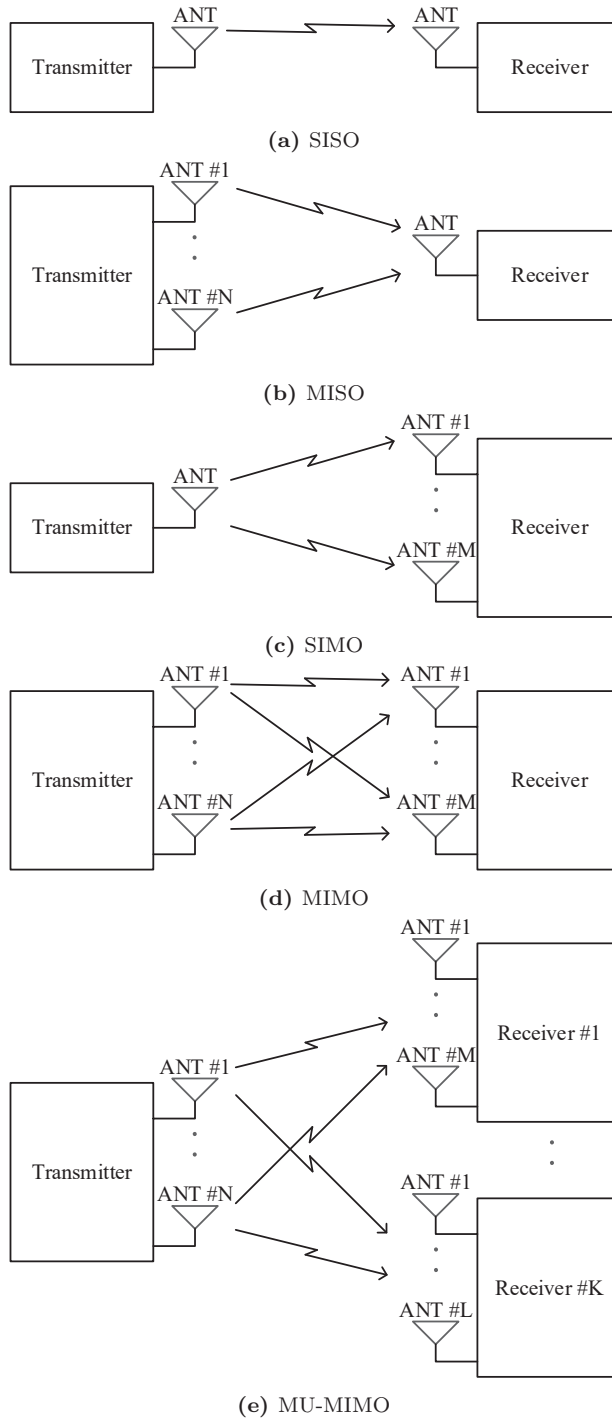 ANT ANT
Transmitter Receiver
(a) SISO
ANT #1
ANT
Transmitter Receiver
ANT #N
(b) MISO
ANT #1
ANT
Transmitter Receiver
ANT #M
(c) SIMO
ANT #1 ANT #1
Transmitter Receiver
ANT #N ANT #M
(d) MIMO
ANT #1
Receiver #1
ANT #1 ANT #M
Transmitter
ANT #N ANT #1
Receiver #K
ANT #L
(e) MU-MIMO